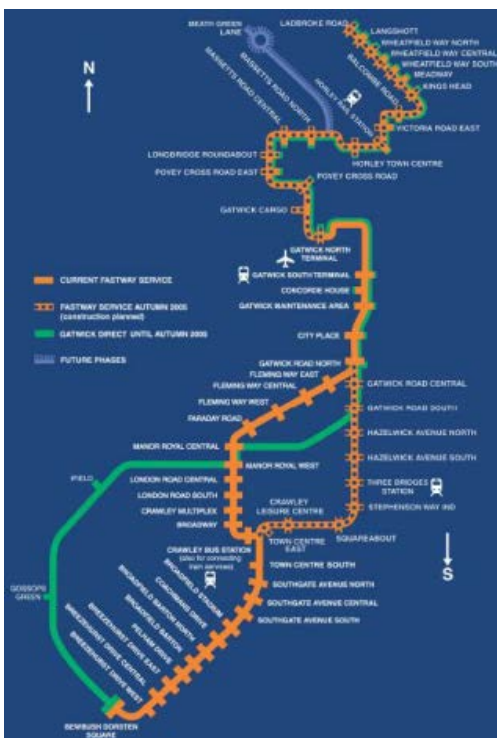 MEATH GREEN
LANE
LADBROKE ROAD
LANGSHOTT
WHEATFIELD WAY NORTH
WHEATFIELD WAY CENTRAL
WHEATFIELD WAY SOUTH
MEADWAY
KINGS HEAD
BALCOMBE ROAD
MASSETTS ROAD NORTH
MASSETTS ROAD CENTRAL
HORLEY RAIL STATION
VICTORIA ROAD EAST
N
LONGBRIDGE ROUNDABOUT
HORLEY TOWN CENTRE
POVEY CROSS ROAD EAST
POVEY CROSS ROAD
GATWICK CARGO
GATWICK NORTH
TERMINAL
GATWICK SOUTH TERMINAL
CONCORDE HOUSE
GATWICK MAINTENANCE AREA
CURRENT FASTWAY SERVICE
FASTWAY SERVICE AUTUMN 2005
(construction planned)
GATWICK DIRECT UNTIL AUTUMN 2005
FUTURE PHASES
CITY PLACE
GATWICK ROAD NORTH
FLEMING WAY EAST
FLEMING WAY CENTRAL
FLEMING WAY WEST
FARADAY ROAD
GATWICK ROAD CENTRAL
GATWICK ROAD SOUTH
HAZELWICK AVENUE NORTH
HAZELWICK AVENUE SOUTH
THREE BRIDGES
STATION
STEPHENSON WAY IND
MANOR ROYAL CENTRAL
MANOR ROYAL WEST
IFIELD
LONDON ROAD CENTRAL
LONDON ROAD SOUTH
CRAWLEY MULTIPLEX
BROADWAY
CRAWLEY
LEISURE CENTRE
SQUAREABOUT
TOWN CENTRE
EAST
CRAWLEY BUS STATION
(also for connecting
train services)
TOWN CENTRE SOUTH
SOUTHGATE AVENUE NORTH
SOUTHGATE AVENUE CENTRAL
SOUTHGATE AVENUE SOUTH
S
GOSSOPS
GREEN
BROADFIELD STADIUM
COACHMANS DRIVE
BROADFIELD BARTON NORTH
BROADFIELD BARTON
PELHAM DRIVE
BREEZEHURST DRIVE EAST
BREEZEHURST DRIVE CENTRAL
BREEZEHURST DRIVE WEST
BEWBUSH DORSTEN
SQUARE